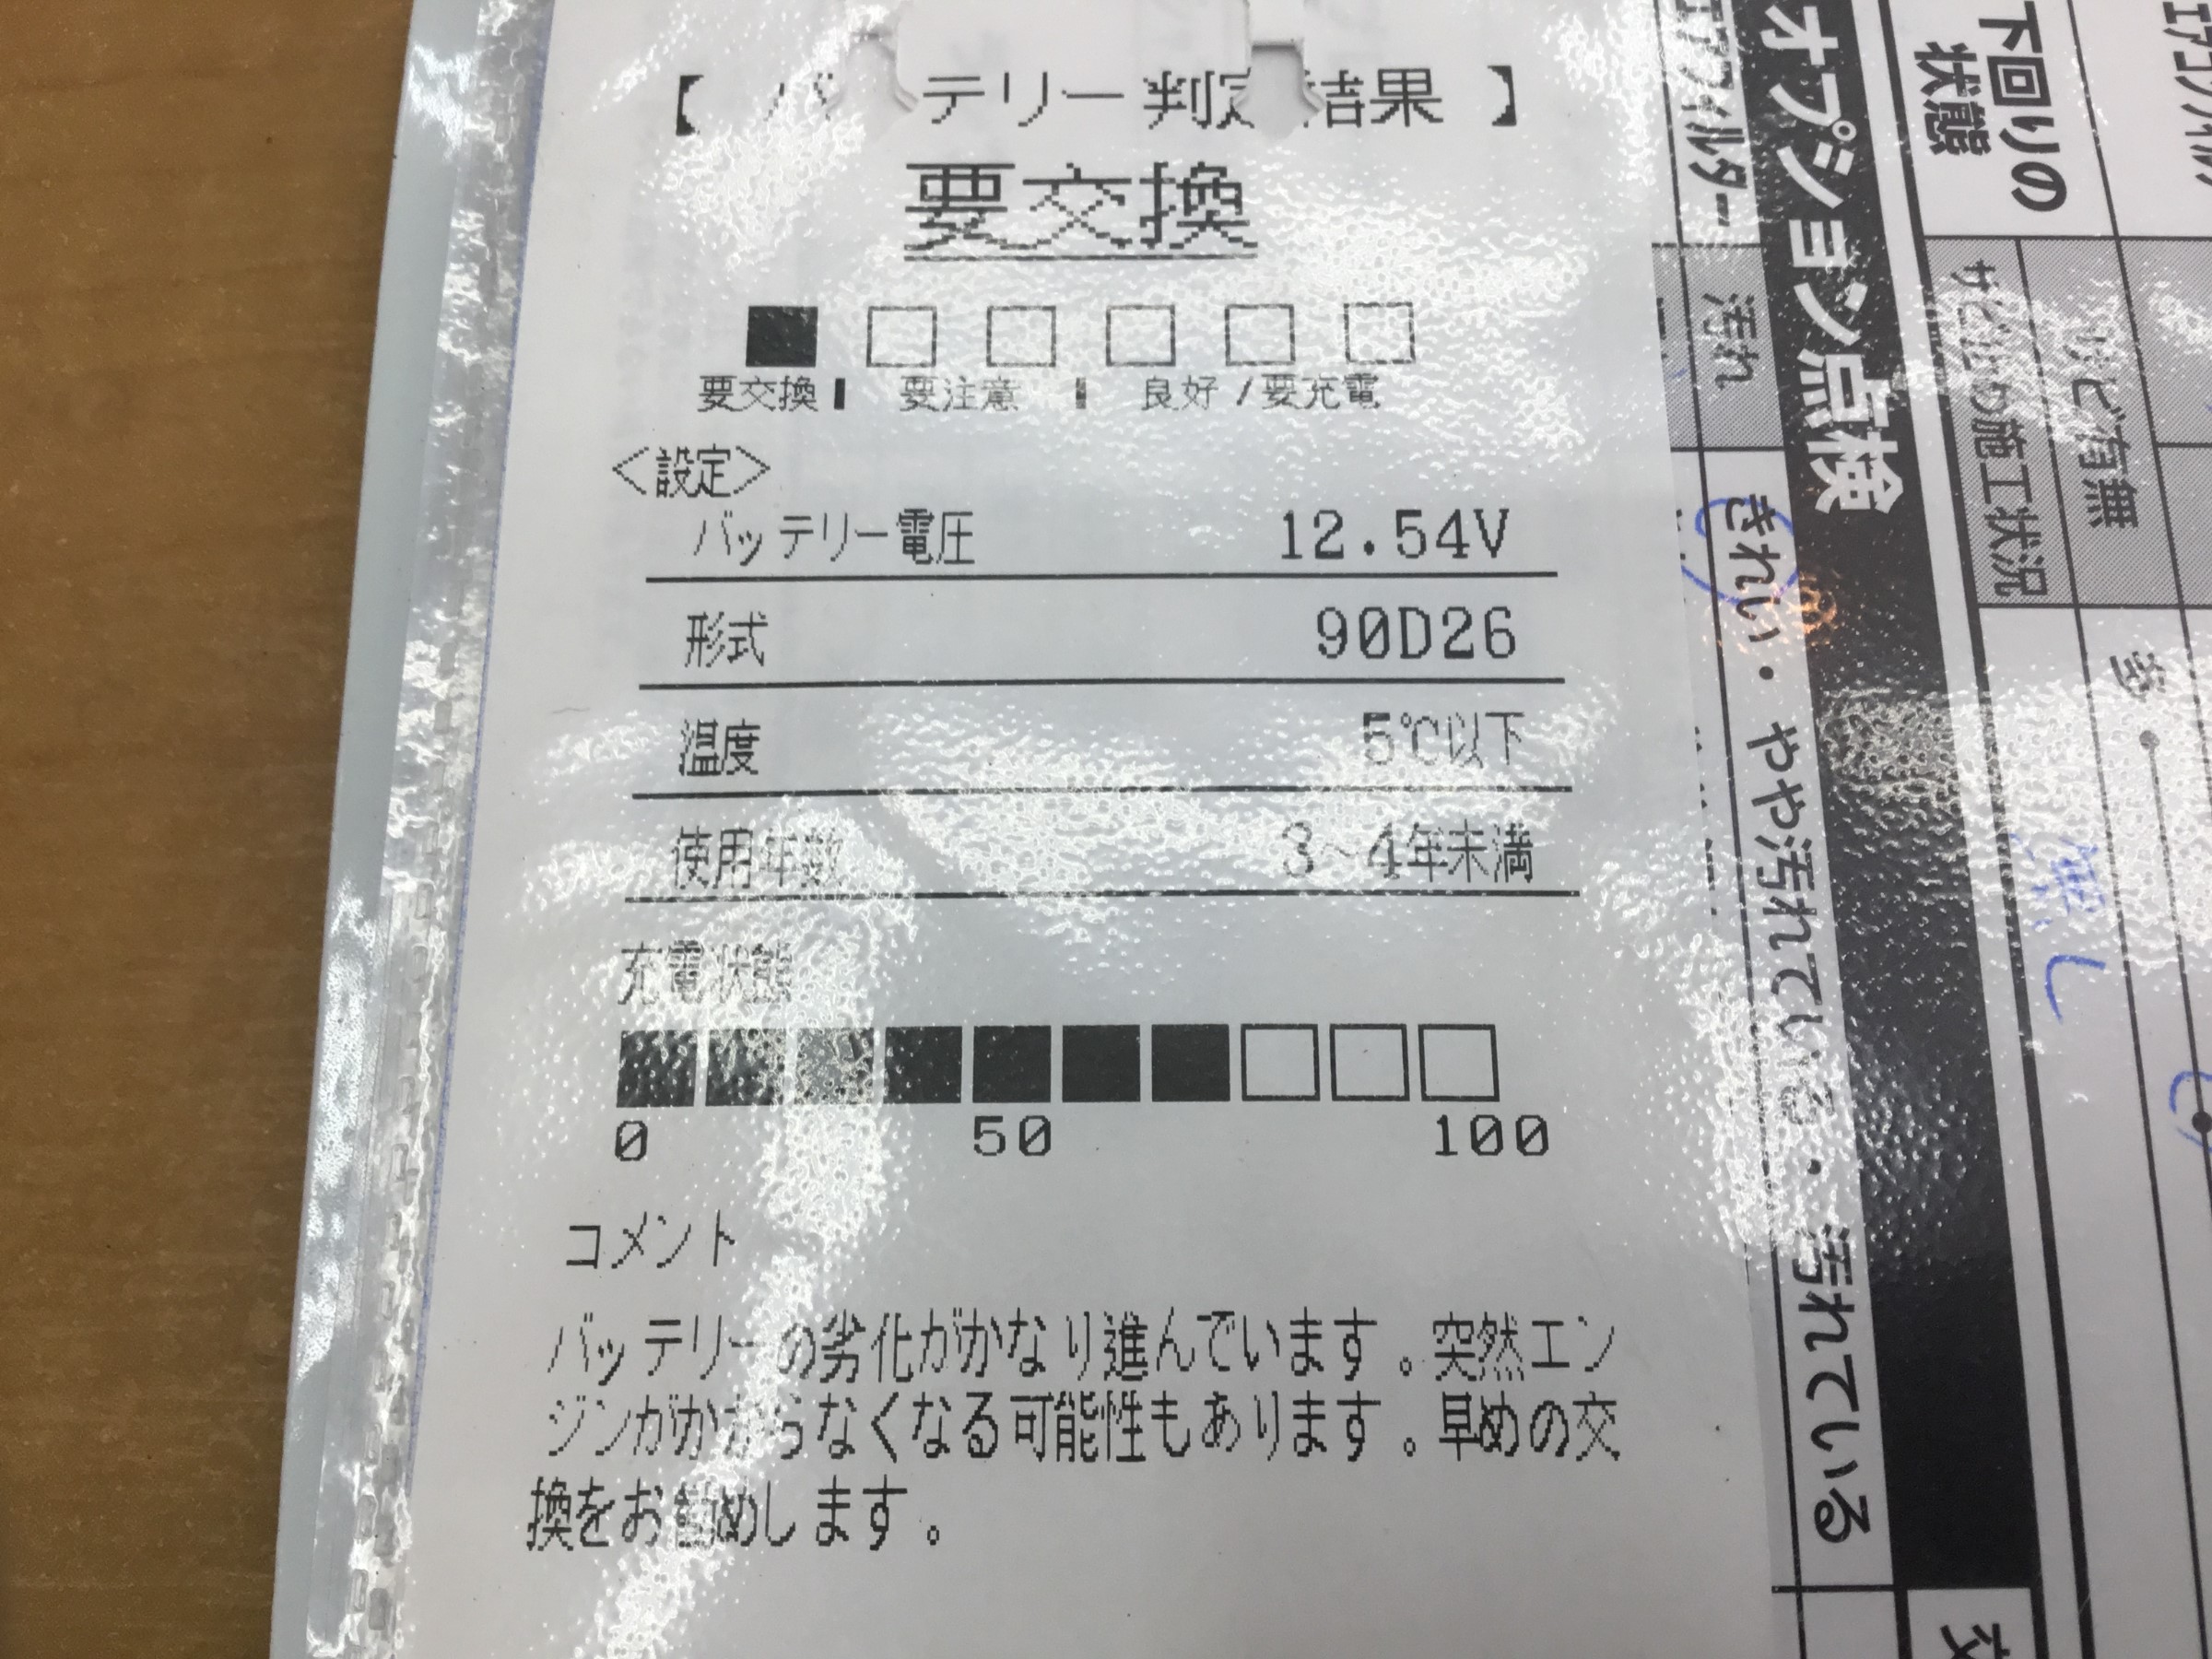 【バッテリー判定結果】
要交換
要交換 要注意 良好/要充電
<設定>
バッテリー電圧 12.54V
形式 90D26
温度 5℃以下
使用年数 3~4年未満
充電状態
0 50 100
コメント
バッテリーの劣化がかなり進んでいます。突然エン
ジンがかからなくなる可能性もあります。早めの交
換をお勧めします。
エアフィルター
汚れ
きれい・やや汚れている・汚れている
オプション点検
下回りの
状態
サビ止め施工状況
サビ有無
無し
多・